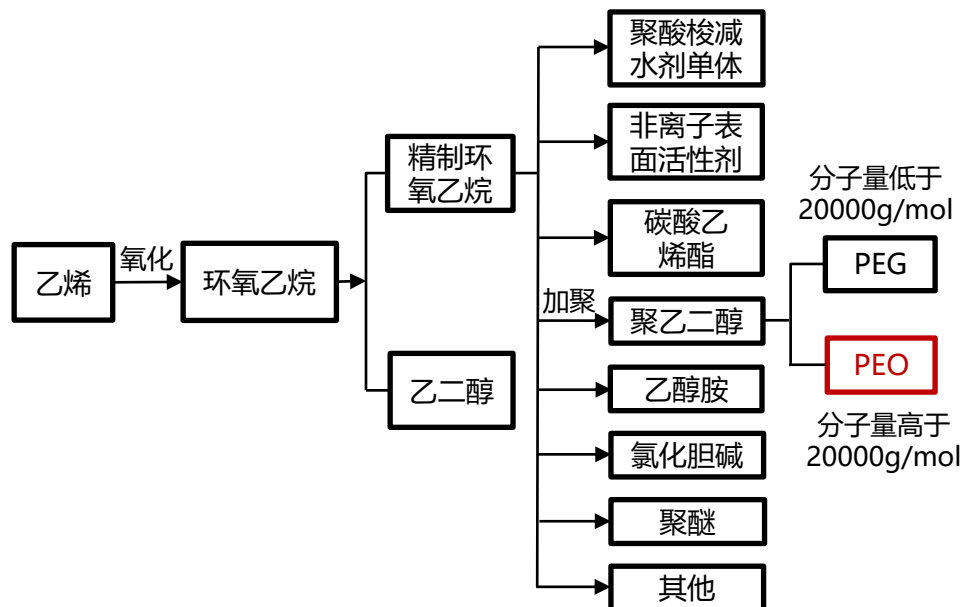 乙烯
氧化
环氧乙烷
精制环
氧乙烷
乙二醇
聚酸梭减
水剂单体
非离子表
面活性剂
碳酸乙
烯酯
加聚
聚乙二醇
乙醇胺
氯化胆碱
聚醚
其他
分子量低于
20000g/mol
PEG
PEO
分子量高于
20000g/mol